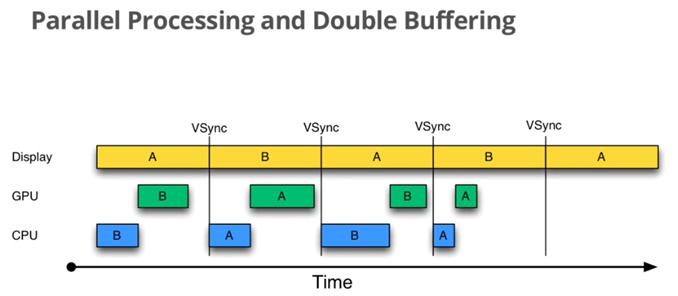 Parallel Processing and Double Buffering
VSync VSync VSync VSync
Display A B A B A
GPU B A B A
CPU B A B A
Time